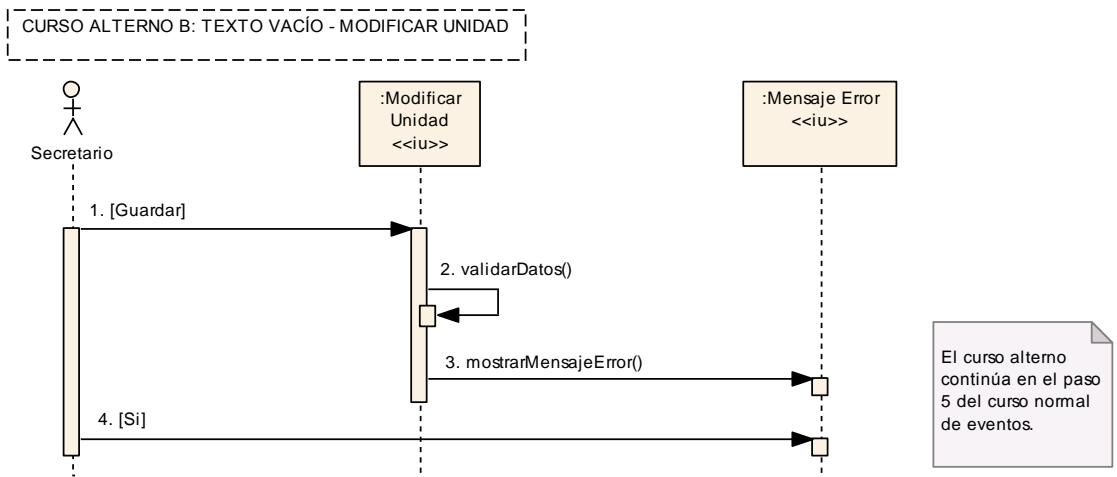 CURSO ALTERNO B: TEXTO VACÍO - MODIFICAR UNIDAD
Secretario
:Modificar
Unidad
<<iu>>
:Mensaje Error
<<iu>>
1. [Guardar]
2. validarDatos()
3. mostrarMensajeError()
4. [Si]
El curso alterno
continúa en el paso
5 del curso normal
de eventos.